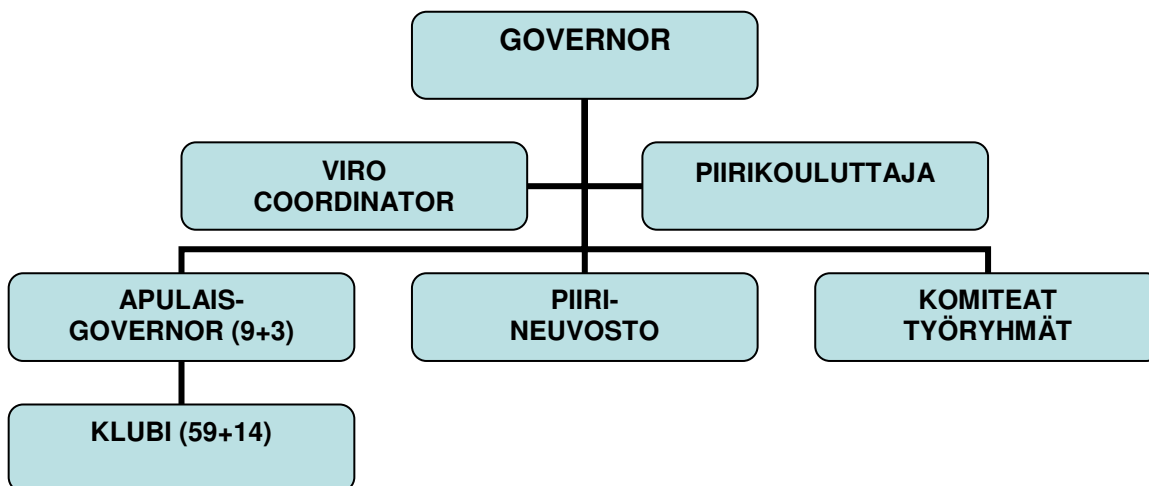 GOVERNOR
VIRO
COORDINATOR
PIIRIKOULUTTAJA
APULAIS-
GOVERNOR (9+3)
PIIRI-
NEUVOSTO
KOMITEAT
TYÖRYHMÄT
KLUBI (59+14)